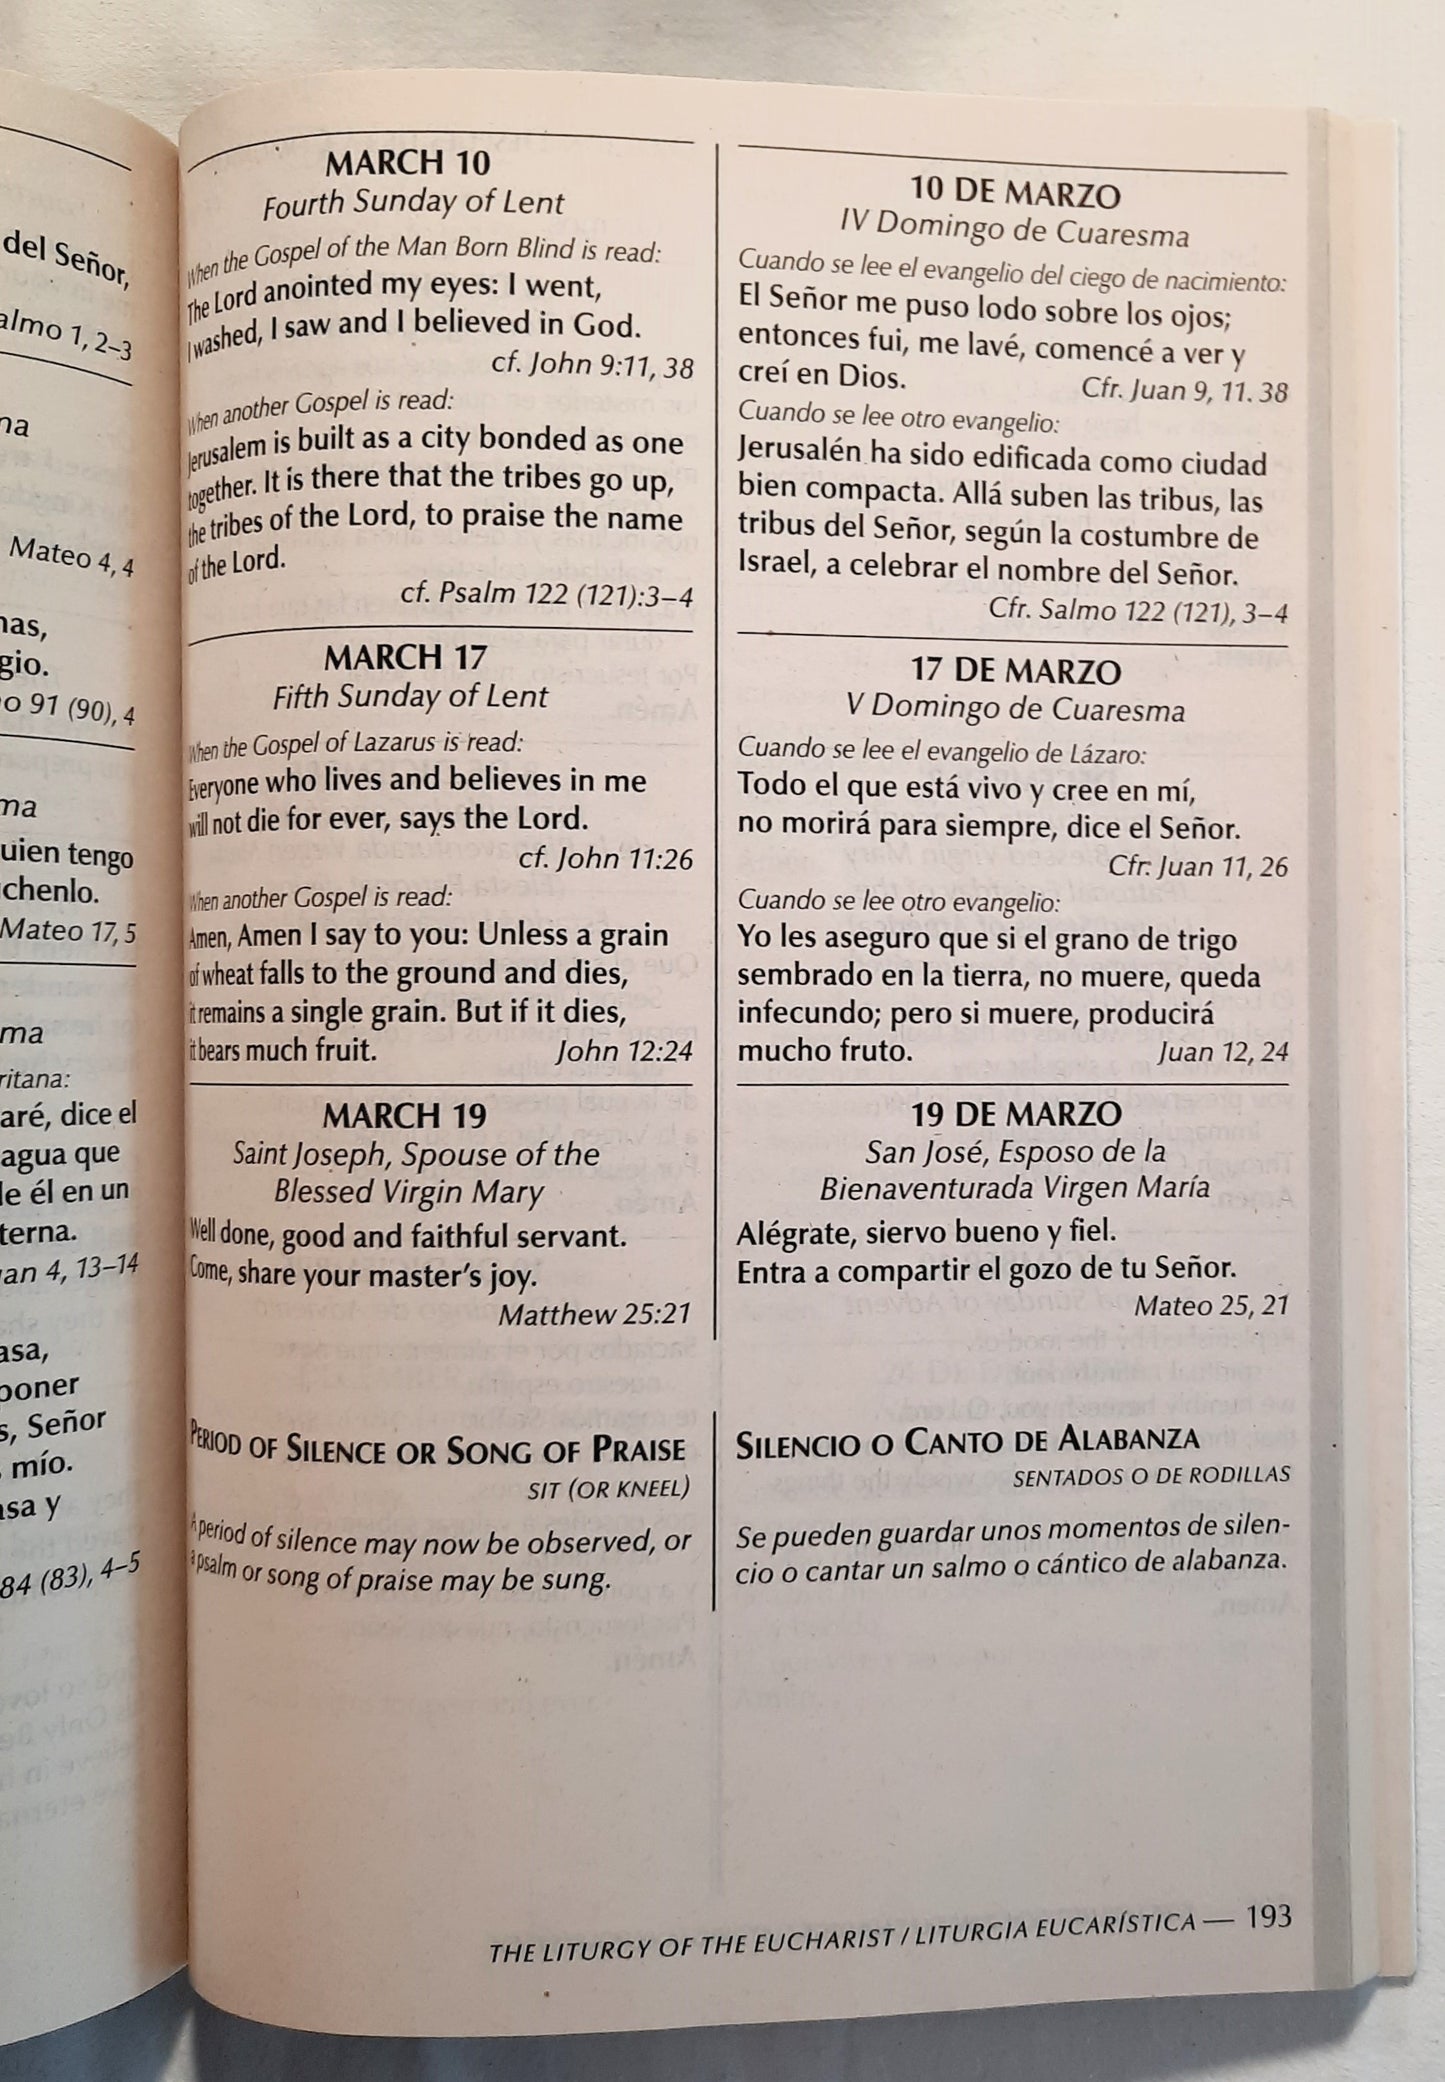 del Señor,
Salmo 1, 2–3
Mateo 4, 4
gio.
91 (90), 4
uien tengo
chenlo.
Mateo 17, 5
ritana:
aré, dice el
agua que
de él en un
terna.
uan 4, 13–14
asa,
poner
s, Señor
mío.
asa y
84 (83), 4–5
MARCH 10
Fourth Sunday of Lent
When the Gospel of the Man Born Blind is read:
The Lord anointed my eyes: I went,
I washed, I saw and I believed in God.
cf. John 9:11, 38
When another Gospel is read:
Jerusalem is built as a city bonded as one
together. It is there that the tribes go up,
the tribes of the Lord, to praise the name
of the Lord.
cf. Psalm 122 (121):3–4
MARCH 17
Fifth Sunday of Lent
When the Gospel of Lazarus is read:
Everyone who lives and believes in me
will not die for ever, says the Lord.
cf. John 11:26
When another Gospel is read:
Amen, Amen I say to you: Unless a grain
of wheat falls to the ground and dies,
it remains a single grain. But if it dies,
it bears much fruit. John 12:24
MARCH 19
Saint Joseph, Spouse of the
Blessed Virgin Mary
Well done, good and faithful servant.
Come, share your master's joy.
Matthew 25:21
PERIOD OF SILENCE OR SONG OF PRAISE
SIT (OR KNEEL)
A period of silence may now be observed, or
a psalm or song of praise may be sung.
10 DE MARZO
IV Domingo de Cuaresma
Cuando se lee el evangelio del ciego de nacimiento:
El Señor me puso lodo sobre los ojos;
entonces fui, me lavé, comencé a ver y
creí en Dios. Cfr. Juan 9, 11. 38
Cuando se lee otro evangelio:
Jerusalén ha sido edificada como ciudad
bien compacta. Allá suben las tribus, las
tribus del Señor, según la costumbre de
Israel, a celebrar el nombre del Señor.
Cfr. Salmo 122 (121), 3–4
17 DE MARZO
V Domingo de Cuaresma
Cuando se lee el evangelio de Lázaro:
Todo el que está vivo y cree en mí,
no morirá para siempre, dice el Señor.
Cfr. Juan 11, 26
Cuando se lee otro evangelio:
Yo les aseguro que si el grano de trigo
sembrado en la tierra, no muere, queda
infecundo; pero si muere, producirá
mucho fruto. Juan 12, 24
19 DE MARZO
San José, Esposo de la
Bienaventurada Virgen María
Alégrate, siervo bueno y fiel.
Entra a compartir el gozo de tu Señor.
Mateo 25, 21
SILENCIO O CANTO DE ALABANZA
SENTADOS O DE RODILLAS
Se pueden guardar unos momentos de silen-
cio o cantar un salmo o cántico de alabanza.
THE LITURGY OF THE EUCHARIST / LITURGIA EUCARÍSTICA — 193